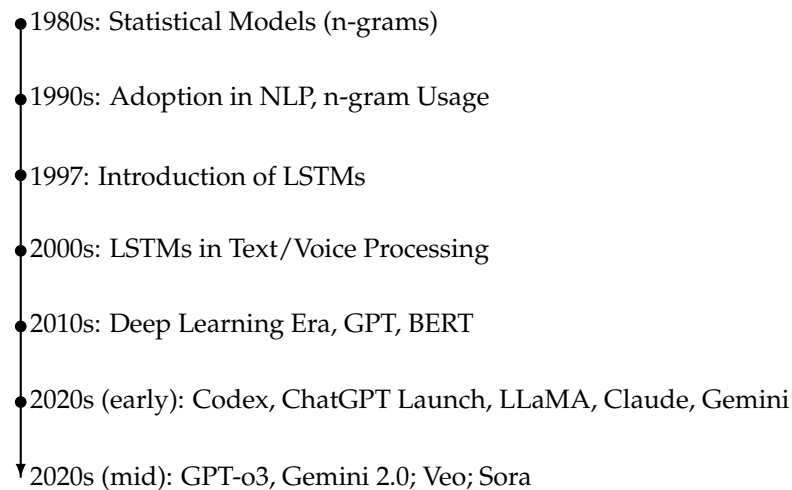 1980s: Statistical Models (n-grams)
1990s: Adoption in NLP, n-gram Usage
1997: Introduction of LSTMs
2000s: LSTMs in Text/Voice Processing
2010s: Deep Learning Era, GPT, BERT
2020s (early): Codex, ChatGPT Launch, LLaMA, Claude, Gemini
2020s (mid): GPT-o3, Gemini 2.0; Veo; Sora